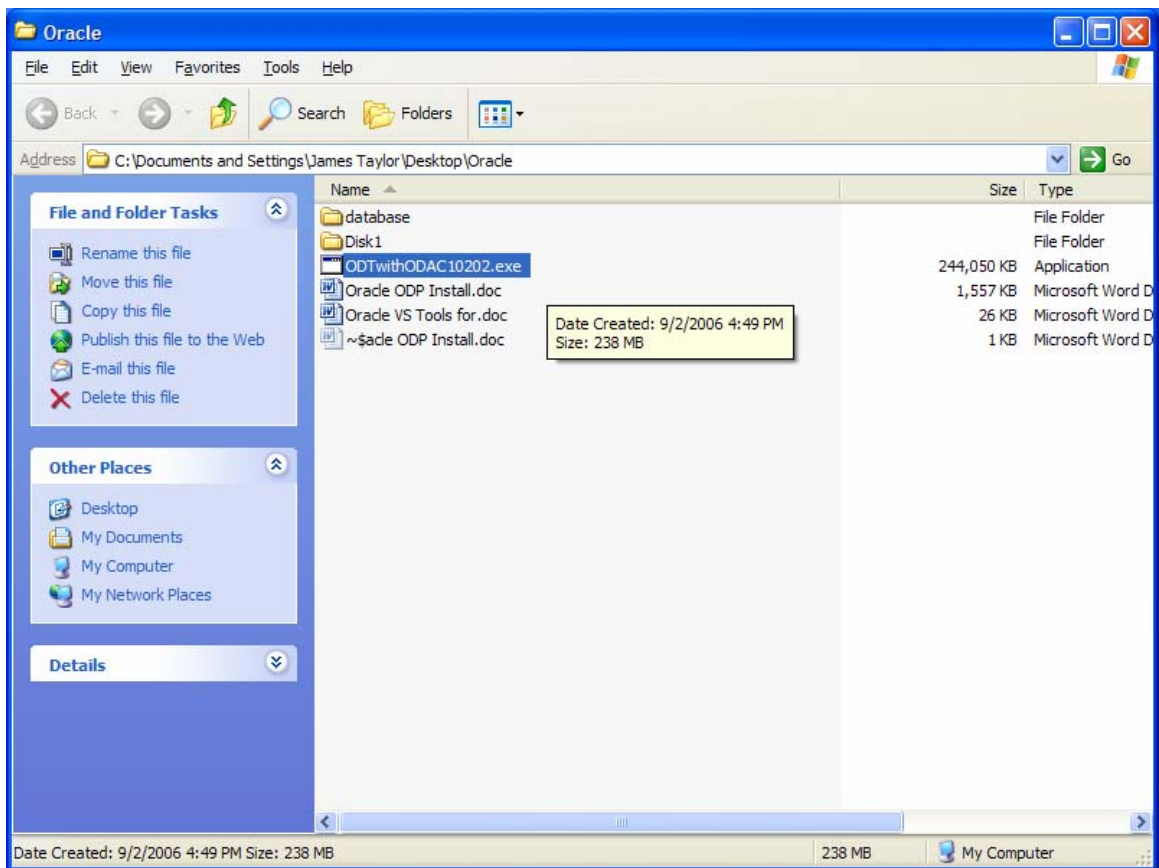 Oracle
File Edit View Favorites Tools Help
Back Search Folders
Address C:\Documents and Settings\James Taylor\Desktop\Oracle Go
Name Size Type
File and Folder Tasks
Rename this file
Move this file
Copy this file
Publish this file to the Web
E-mail this file
Delete this file
Other Places
Desktop
My Documents
My Computer
My Network Places
Details
database File Folder
Disk1 File Folder
ODTwithODAC10202.exe 244,050 KB Application
Oracle ODP Install.doc 1,557 KB Microsoft Word D
Oracle VS Tools for.doc 26 KB Microsoft Word D
~$acle ODP Install.doc 1 KB Microsoft Word D
Date Created: 9/2/2006 4:49 PM
Size: 238 MB
Date Created: 9/2/2006 4:49 PM Size: 238 MB 238 MB My Computer